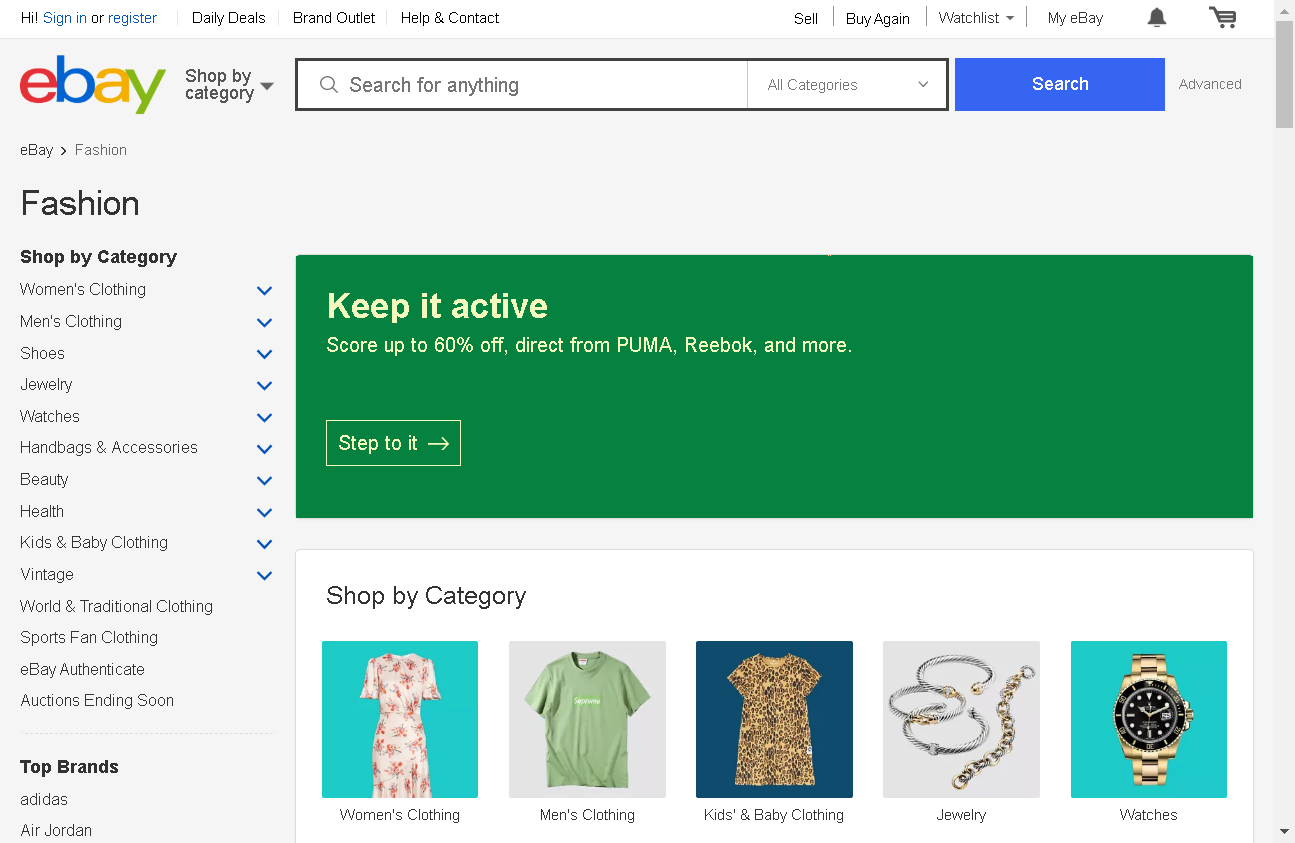 Hi! Sign in or register
Daily Deals
Brand Outlet
Help & Contact
Sell
Buy Again
Watchlist
My eBay
ebay
Shop by
category
Search for anything
All Categories
Search
Advanced
eBay
Fashion
Fashion
Shop by Category
Women's Clothing
Men's Clothing
Shoes
Jewelry
Watches
Handbags & Accessories
Beauty
Health
Kids & Baby Clothing
Vintage
World & Traditional Clothing
Sports Fan Clothing
eBay Authenticate
Auctions Ending Soon
Top Brands
adidas
Air Jordan
Keep it active
Score up to 60% off, direct from PUMA, Reebok, and more.
Step to it
Shop by Category
Supreme
Women's Clothing
Men's Clothing
Kids' & Baby Clothing
Jewelry
Watches